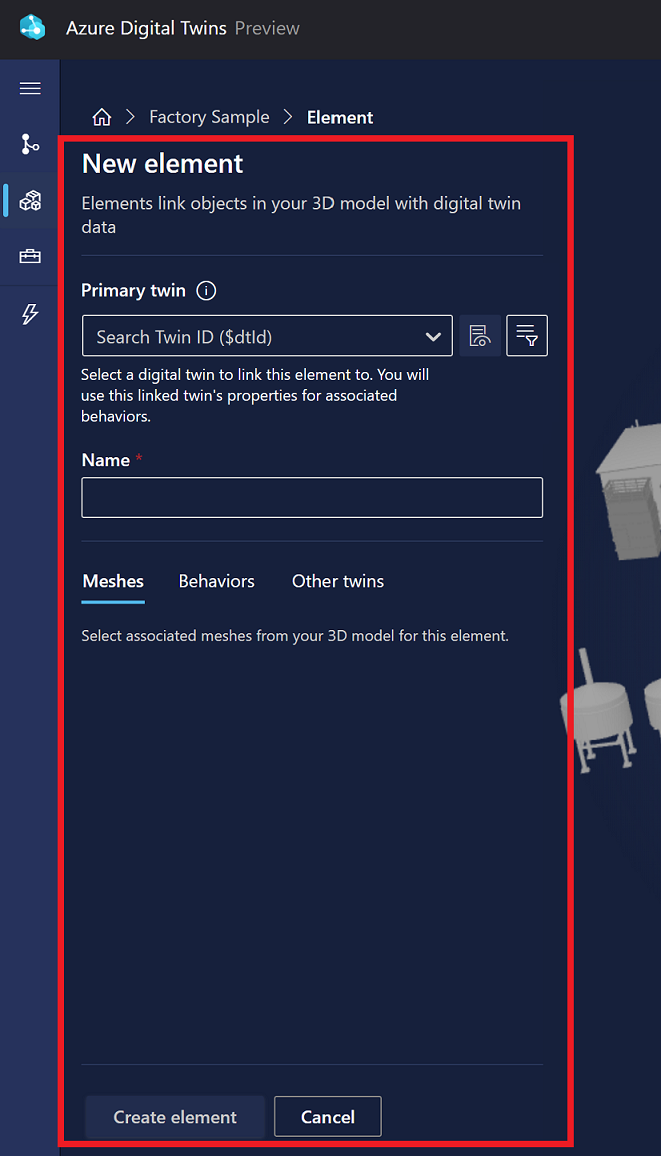 Azure Digital Twins Preview
Factory Sample > Element
New element
Elements link objects in your 3D model with digital twin
data
Primary twin
Search Twin ID ($dtId)
Select a digital twin to link this element to. You will
use this linked twin's properties for associated
behaviors.
Name *
Meshes Behaviors Other twins
Select associated meshes from your 3D model for this element.
Create element Cancel